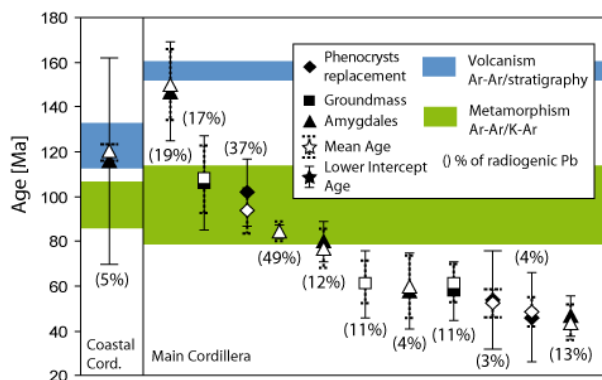 180
160
140
120
100
80
60
40
20
Age [Ma]
Phenocrysts
replacement
Groundmass
Amygdales
Mean Age
Lower Intercept
Age
Volcanism
Ar-Ar/stratigraphy
Metamorphism
Ar-Ar/K-Ar
() % of radiogenic Pb
(5%)
(19%)
(17%)
(37%)
(49%)
(12%)
(11%)
(4%)
(11%)
(3%)
(4%)
(13%)
Coastal
Cord.
Main Cordillera